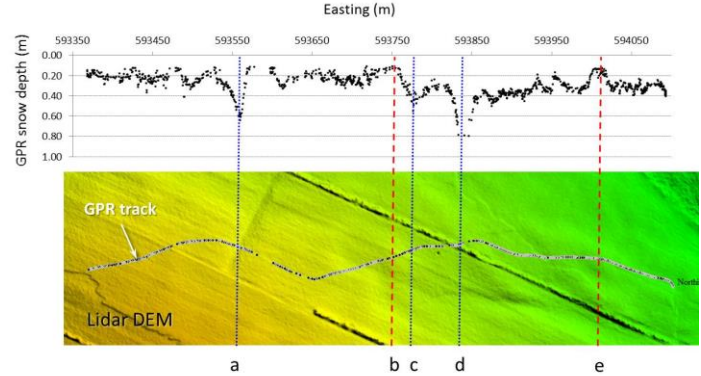 Easting (m)
593350 593450 593550 593650 593750 593850 593950 594050
GPR snow depth (m)
0.00
0.20
0.40
0.60
0.80
1.00
GPR track
Northi
Lidar DEM
a b c d e